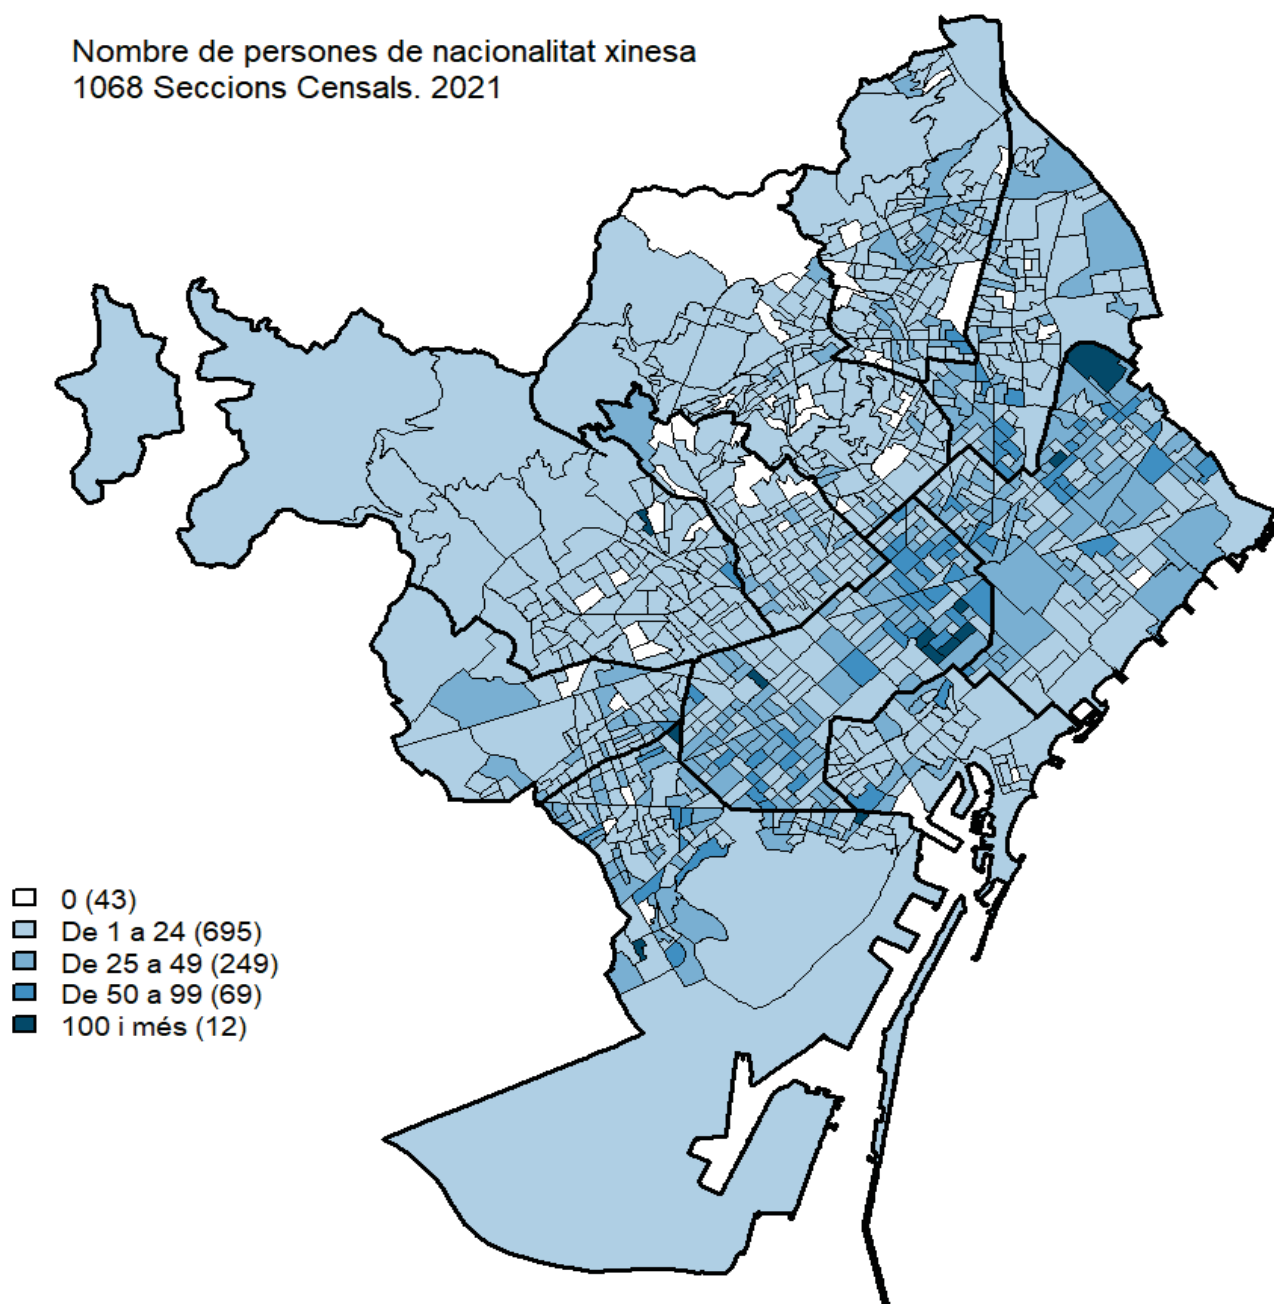 Nombre de persones de nacionalitat xinesa
1068 Seccions Censals. 2021
0 (43)
De 1 a 24 (695)
De 25 a 49 (249)
De 50 a 99 (69)
100 i més (12)